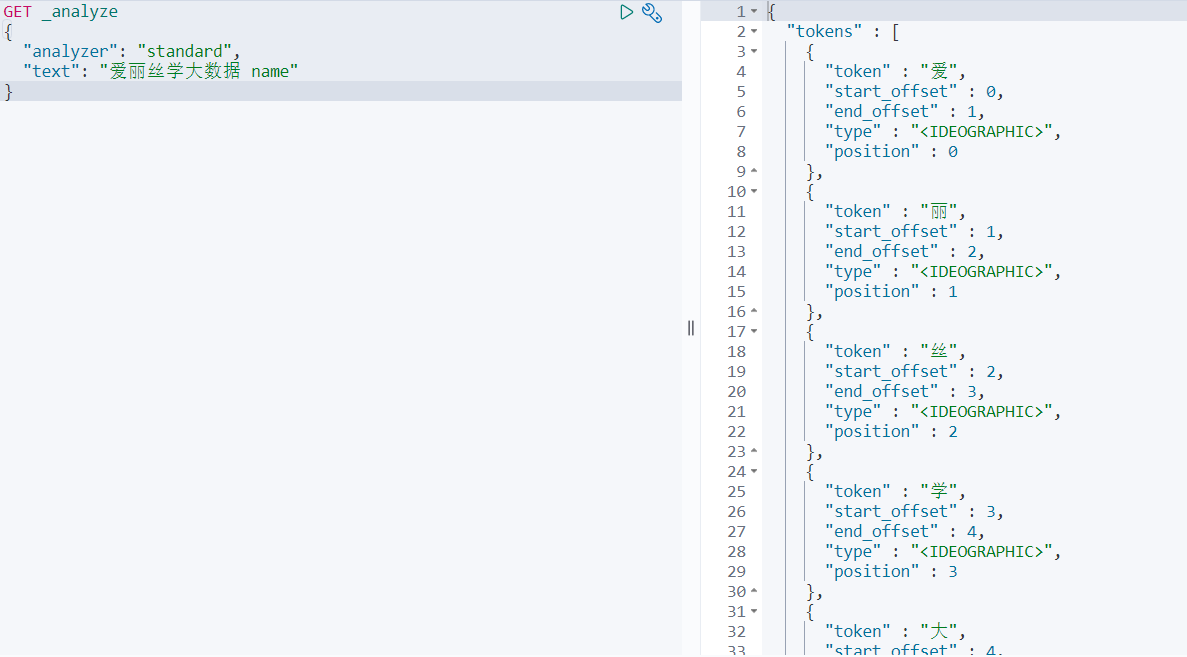 GET _analyze
{
  "analyzer": "standard",
  "text": "爱丽丝学大数据 name"
}
1 {
2   "tokens" : [
3     {
4       "token" : "爱",
5       "start_offset" : 0,
6       "end_offset" : 1,
7       "type" : "<IDEOGRAPHIC>",
8       "position" : 0
9     },
10     {
11       "token" : "丽",
12       "start_offset" : 1,
13       "end_offset" : 2,
14       "type" : "<IDEOGRAPHIC>",
15       "position" : 1
16     },
17     {
18       "token" : "丝",
19       "start_offset" : 2,
20       "end_offset" : 3,
21       "type" : "<IDEOGRAPHIC>",
22       "position" : 2
23     },
24     {
25       "token" : "学",
26       "start_offset" : 3,
27       "end_offset" : 4,
28       "type" : "<IDEOGRAPHIC>",
29       "position" : 3
30     },
31     {
32       "token" : "大",
33       "start_offset" : 4,